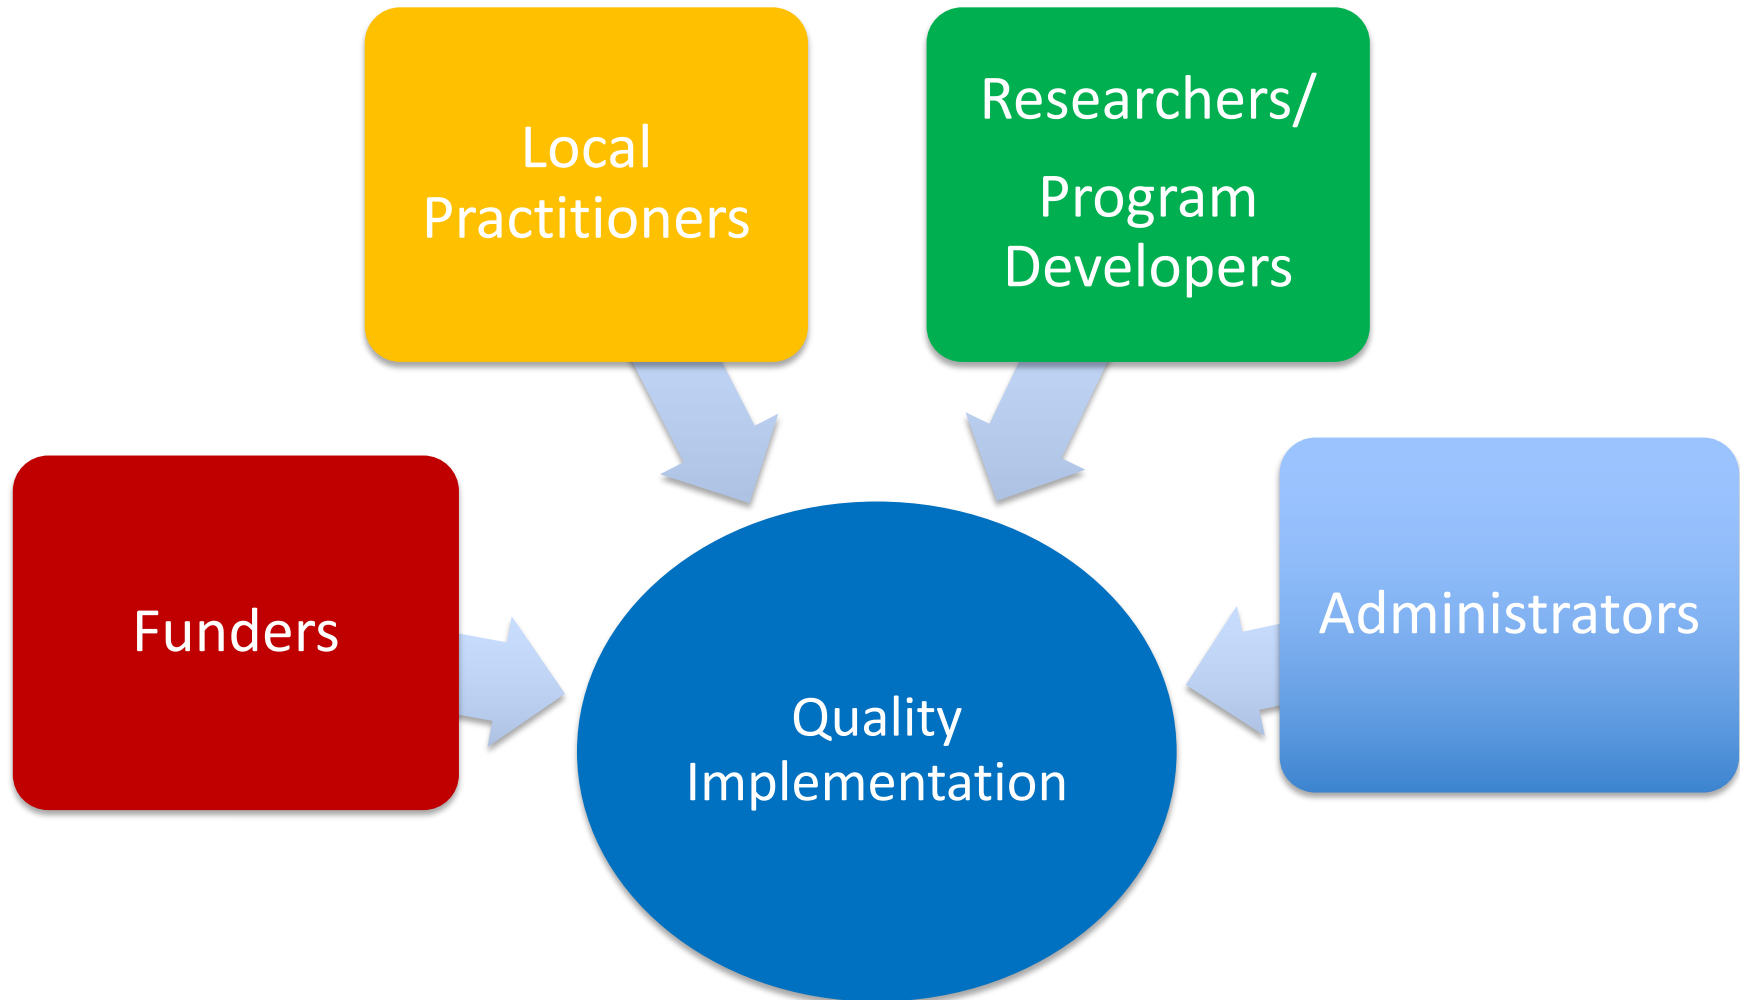 Local
Practitioners
Researchers/
Program
Developers
Funders
Administrators
Quality
Implementation